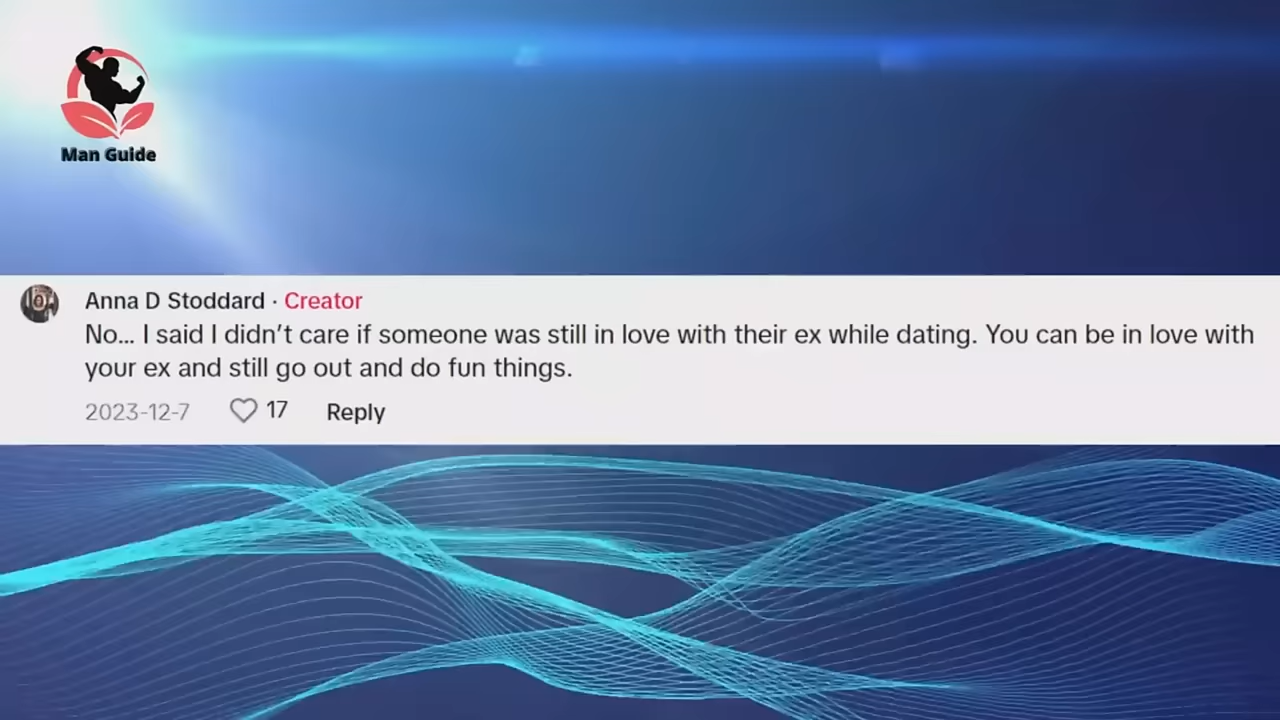 Man Guide
Anna D Stoddard · Creator
No... I said I didn’t care if someone was still in love with their ex while dating. You can be in love with
your ex and still go out and do fun things.
2023-12-7 17 Reply